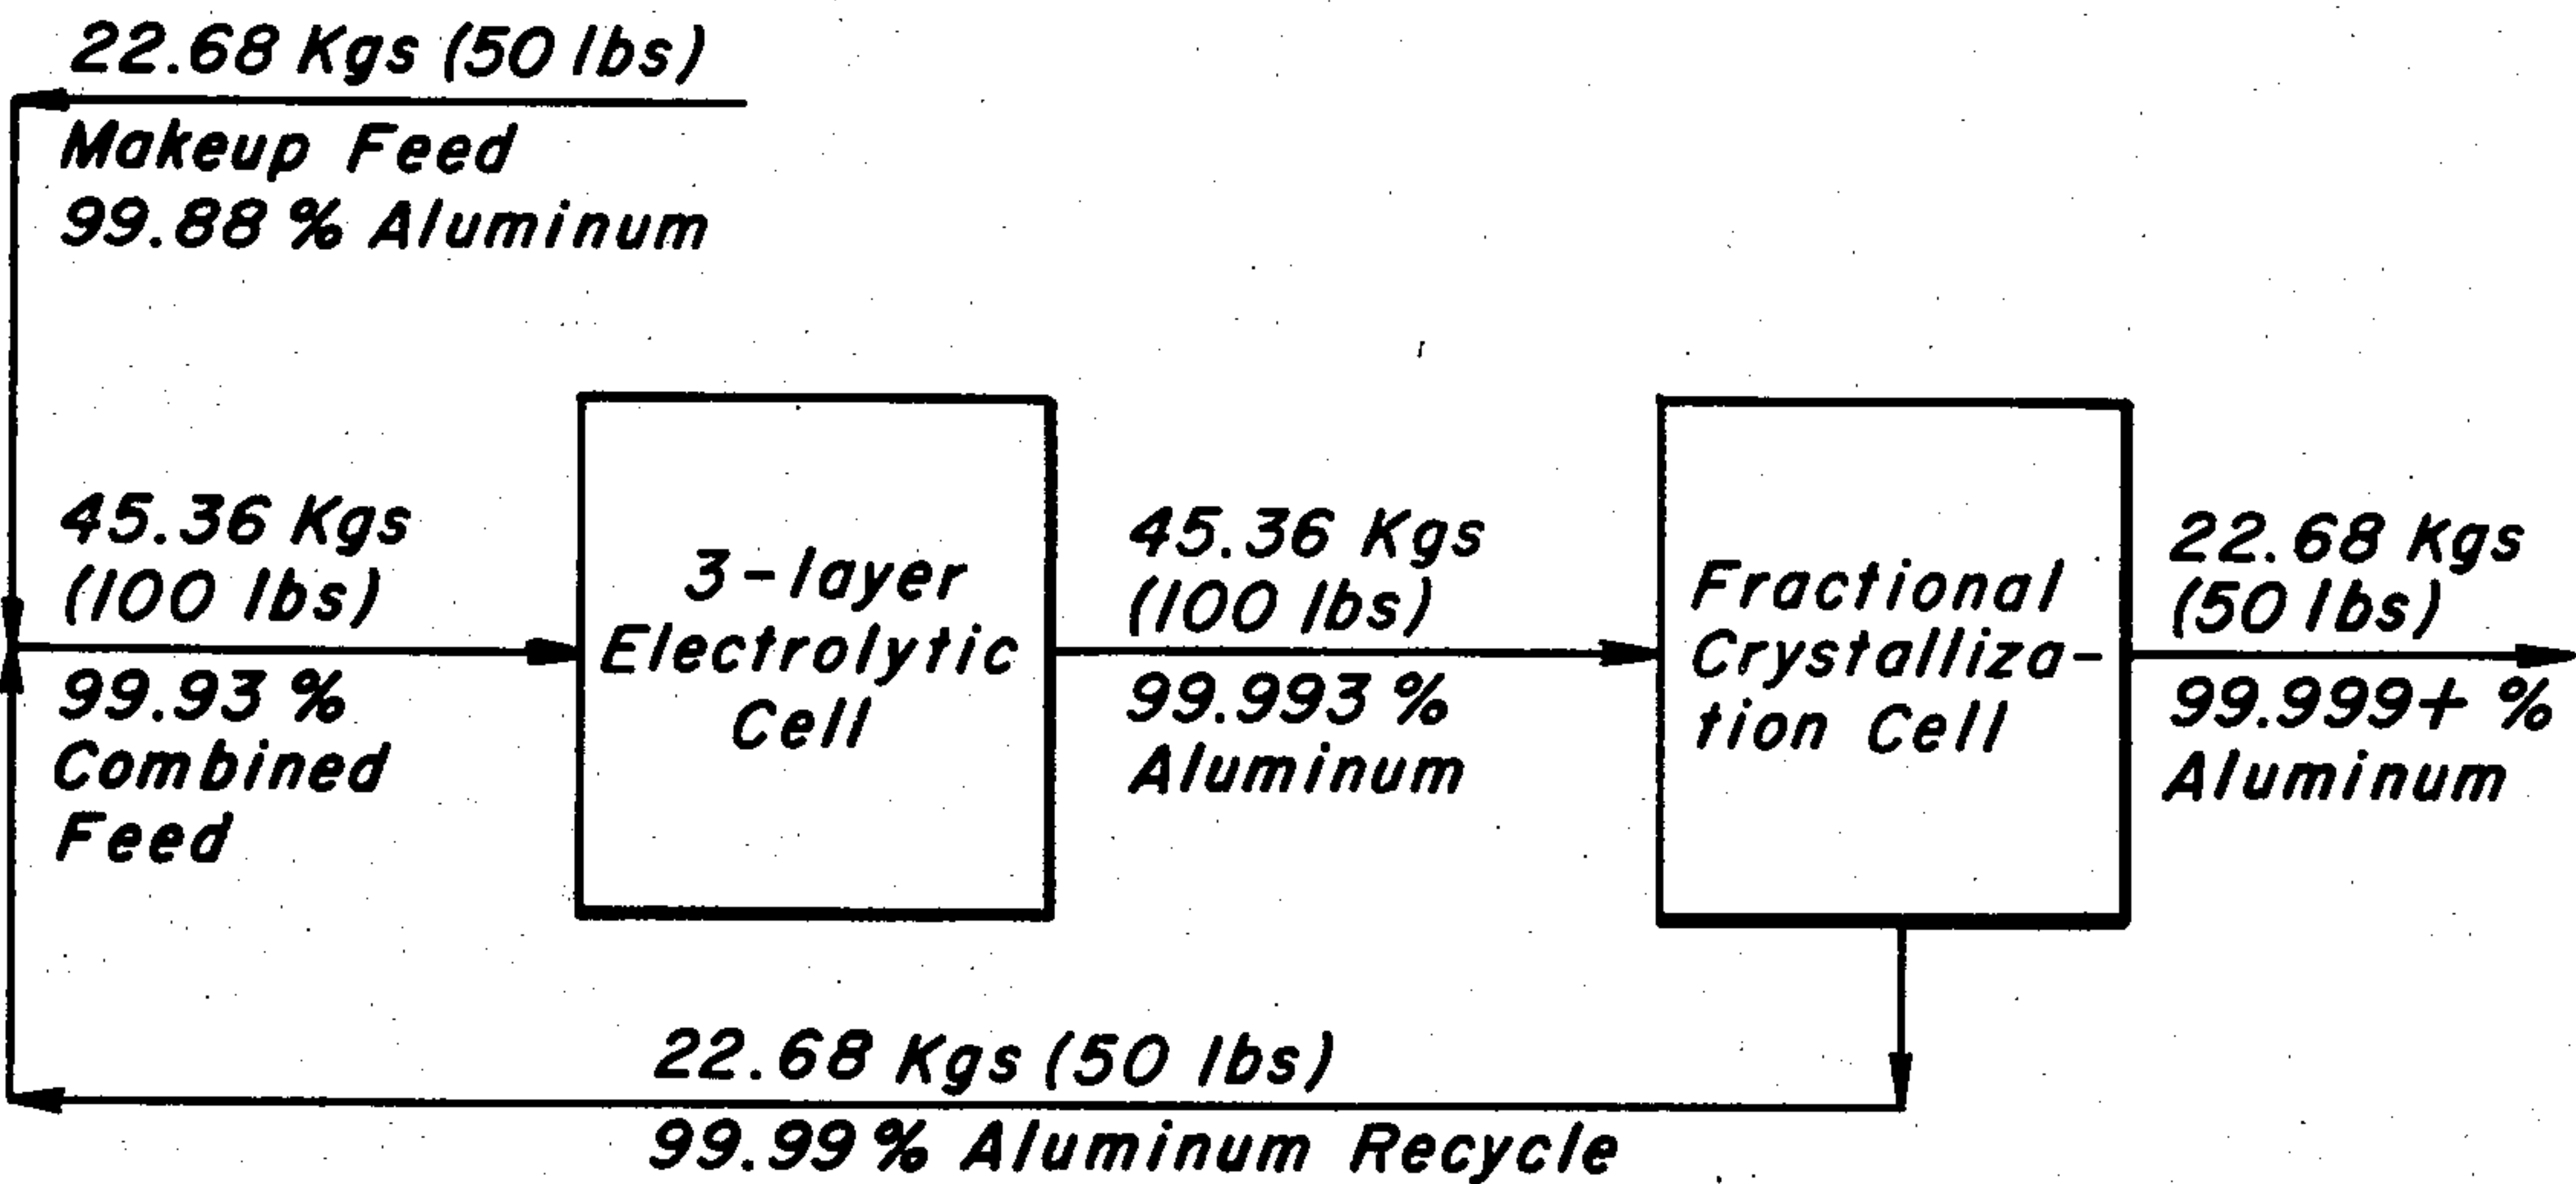 22.68 Kgs (50 lbs)
Makeup Feed
99.88 % Aluminum
45.36 Kgs
(100 lbs)
99.93 %
Combined
Feed
3-layer
Electrolytic
Cell
45.36 Kgs
(100 lbs)
99.993 %
Aluminum
Fractional
Crystalliza-
tion Cell
22.68 Kgs
(50 lbs)
99.999+ %
Aluminum
22.68 Kgs (50 lbs)
99.99 % Aluminum Recycle